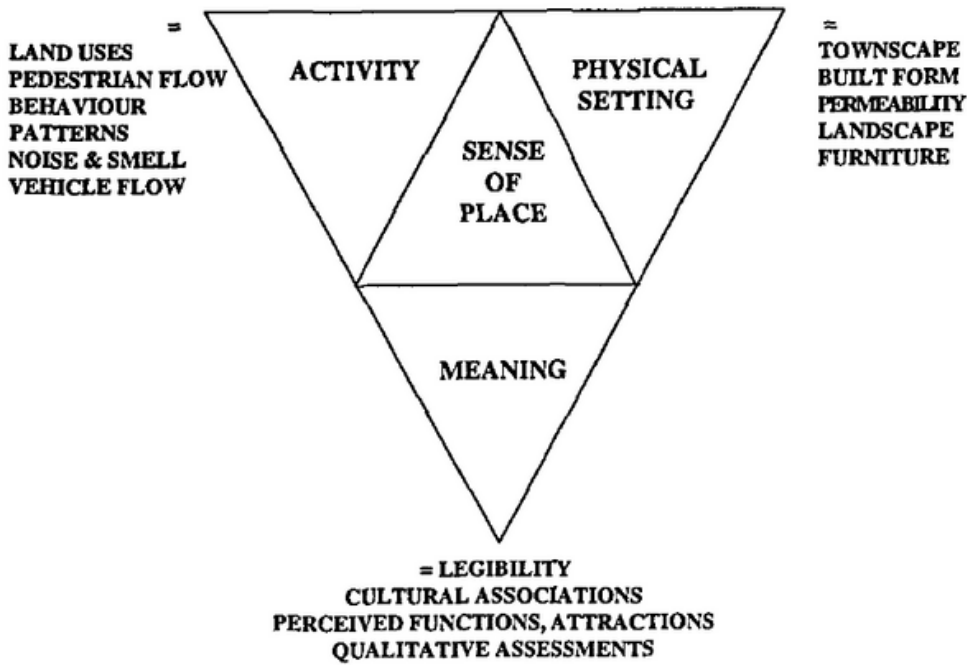 =
LAND USES
PEDESTRIAN FLOW
BEHAVIOUR
PATTERNS
NOISE & SMELL
VEHICLE FLOW
ACTIVITY
PHYSICAL
SETTING
=
TOWNSCAPE
BUILT FORM
PERMEABILITY
LANDSCAPE
FURNITURE
SENSE
OF
PLACE
MEANING
= LEGIBILITY
CULTURAL ASSOCIATIONS
PERCEIVED FUNCTIONS, ATTRACTIONS
QUALITATIVE ASSESSMENTS